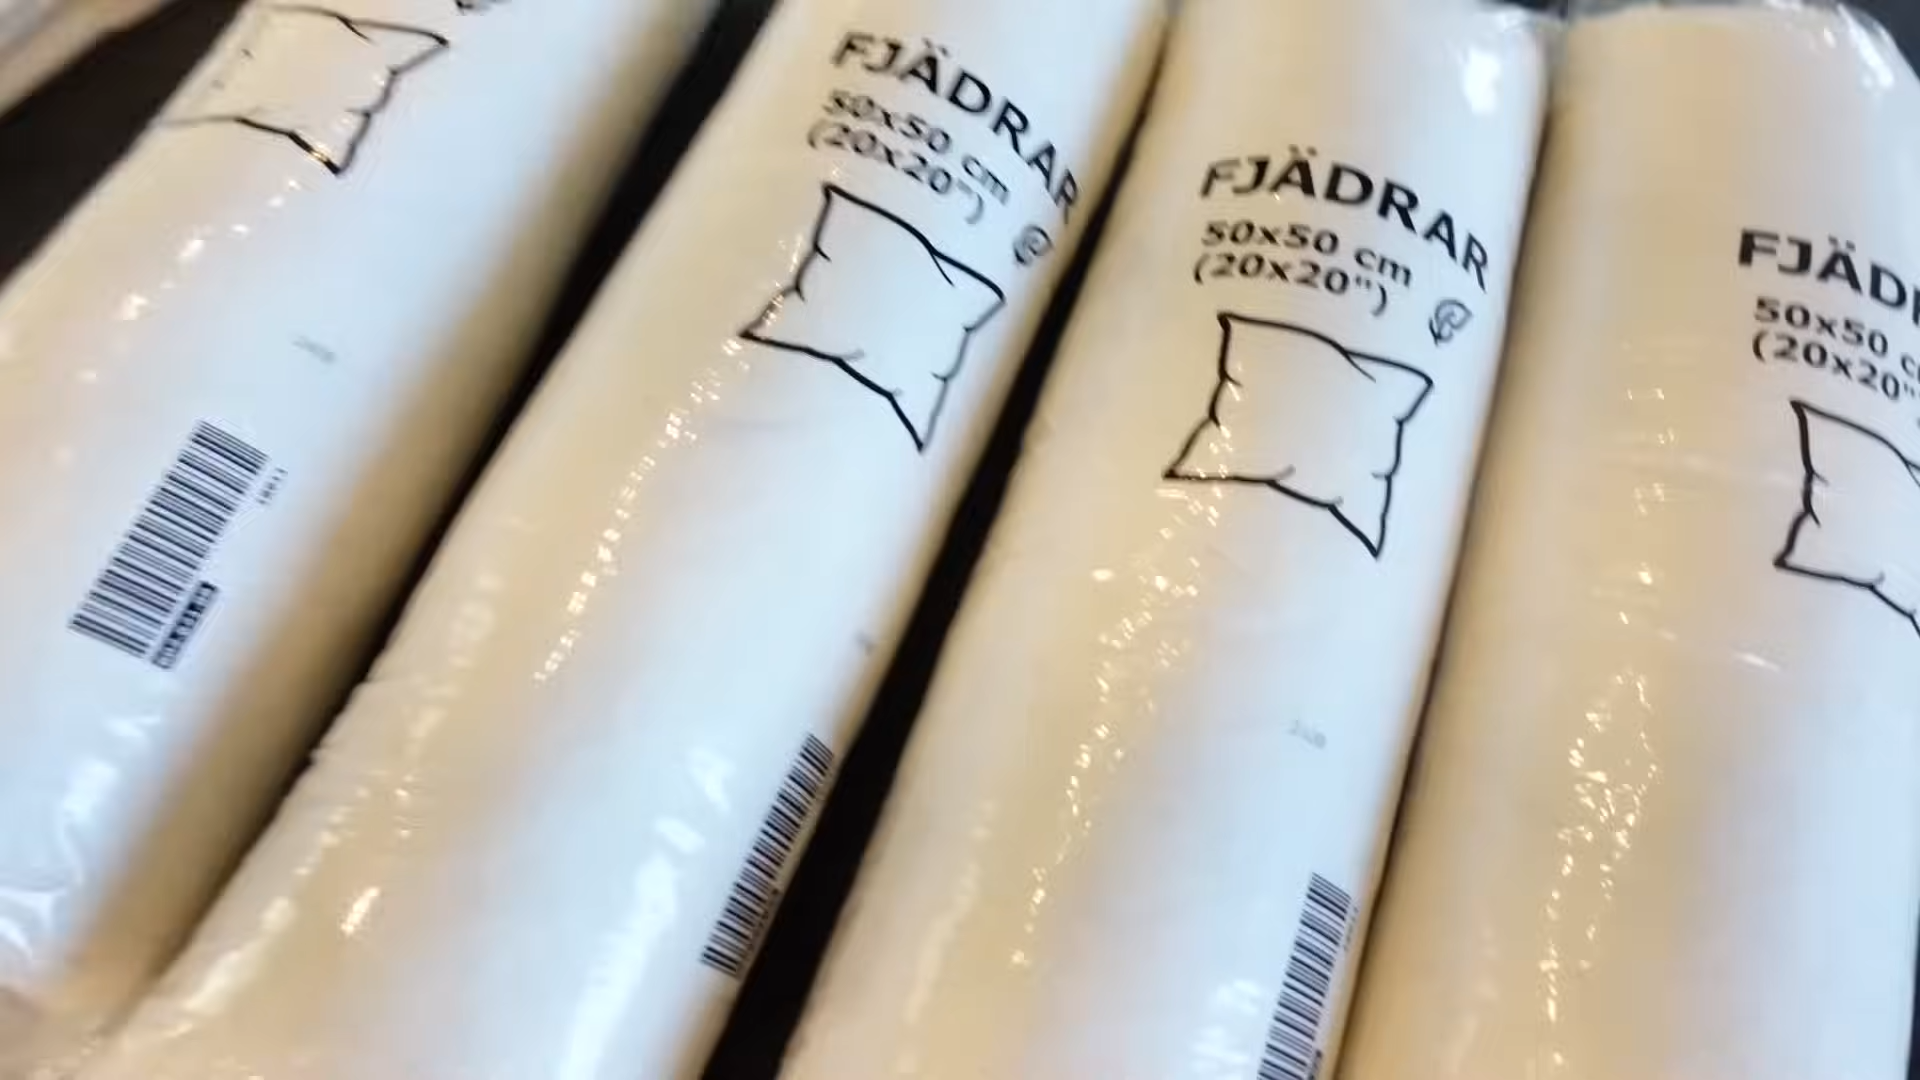 FJÄDRAR
50x50 cm
(20x20")
FJÄDRAR
50x50 cm
(20x20")
FJÄD
50x50 c
(20x20"